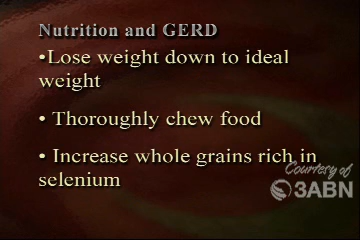 Nutrition and GERD
•Lose weight down to ideal
weight
• Thoroughly chew food
• Increase whole grains rich in
selenium
Courtesy of
3ABN